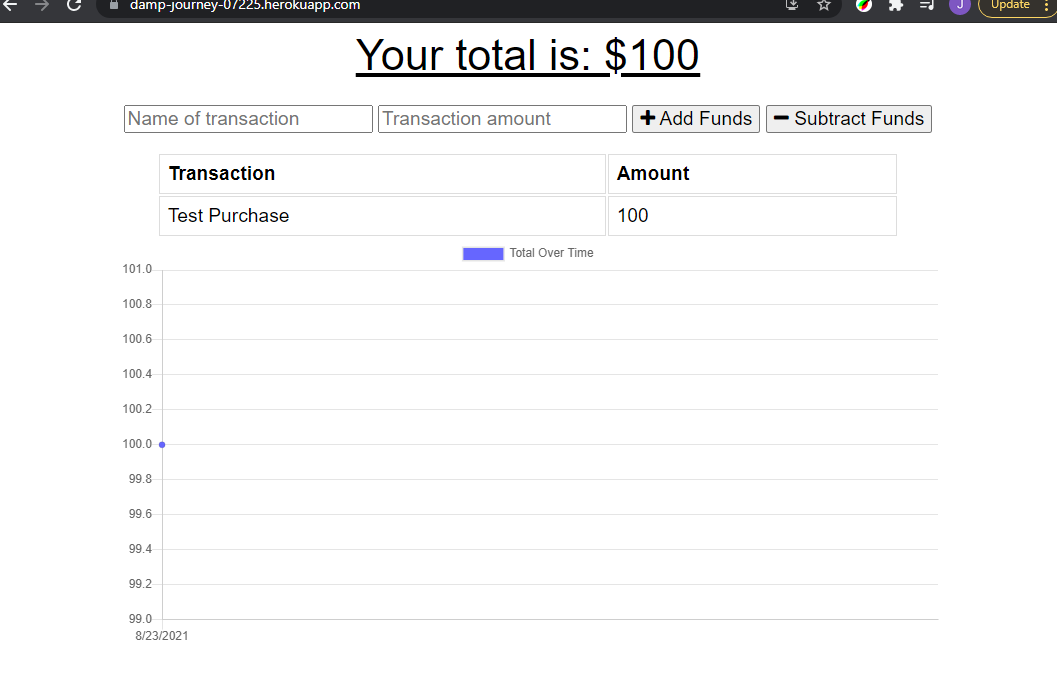 damp-journey-07225.herokuapp.com
J
Update
Your total is: $100
Name of transaction
Transaction amount
Add Funds
Subtract Funds
Transaction Amount
Test Purchase 100
Total Over Time
101.0
100.8
100.6
100.4
100.2
100.0
99.8
99.6
99.4
99.2
99.0
8/23/2021